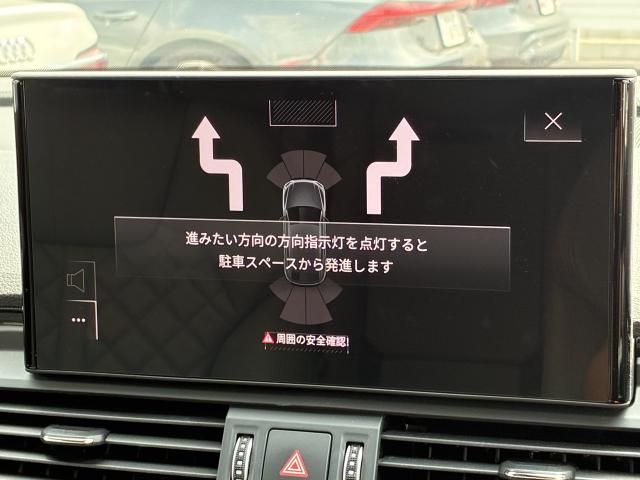 進みたい方向の方向指示灯を点灯すると
駐車スペースから発進します
周囲の安全確認!